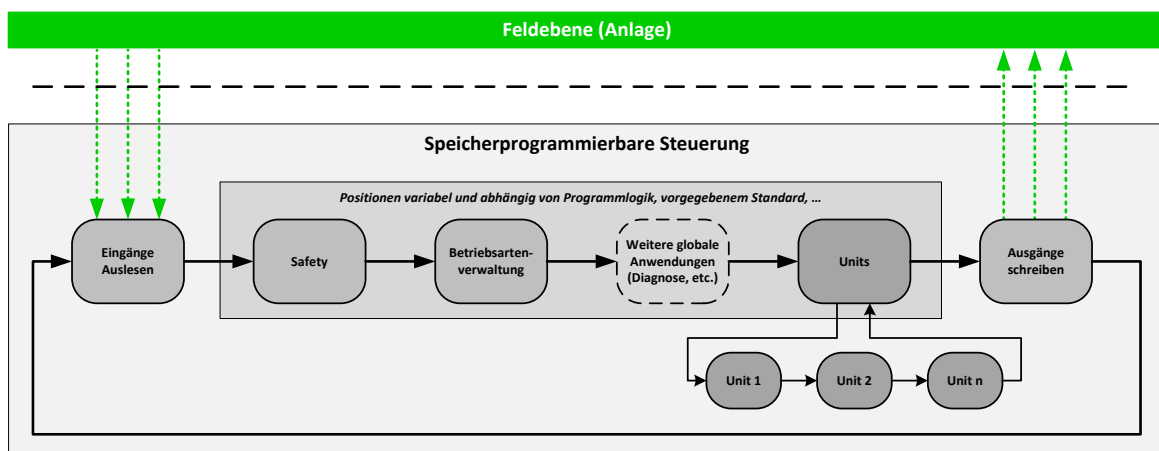 Feldebene (Anlage)
Speicherprogrammierbare Steuerung
Positionen variabel und abhängig von Programmlogik, vorgegebenem Standard, ...
Eingänge
Auslesen
Safety
Betriebsarten-
verwaltung
Weitere globale
Anwendungen
(Diagnose, etc.)
Units
Ausgänge
schreiben
Unit 1
Unit 2
Unit n